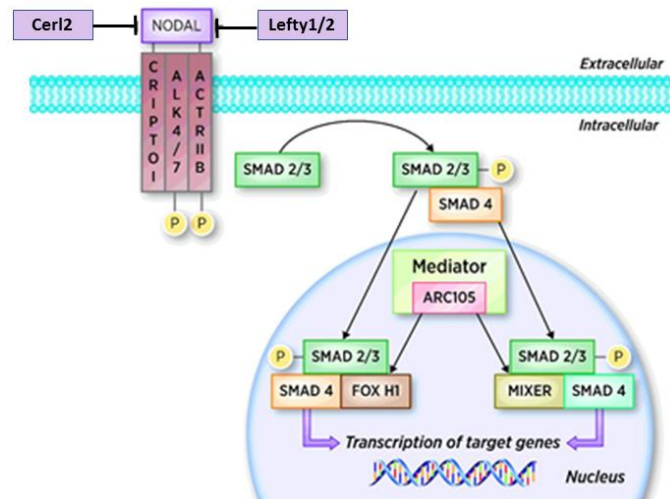 Cerl2
NODAL
Lefty1/2
CRIPTO1
ALK4/7
ACTRIIB
Extracellular
Intracellular
SMAD 2/3
SMAD 2/3
P
SMAD 4
P
P
Mediator
ARC105
P
SMAD 2/3
SMAD 4
FOX H1
SMAD 2/3
P
MIXER
SMAD 4
Transcription of target genes
Nucleus